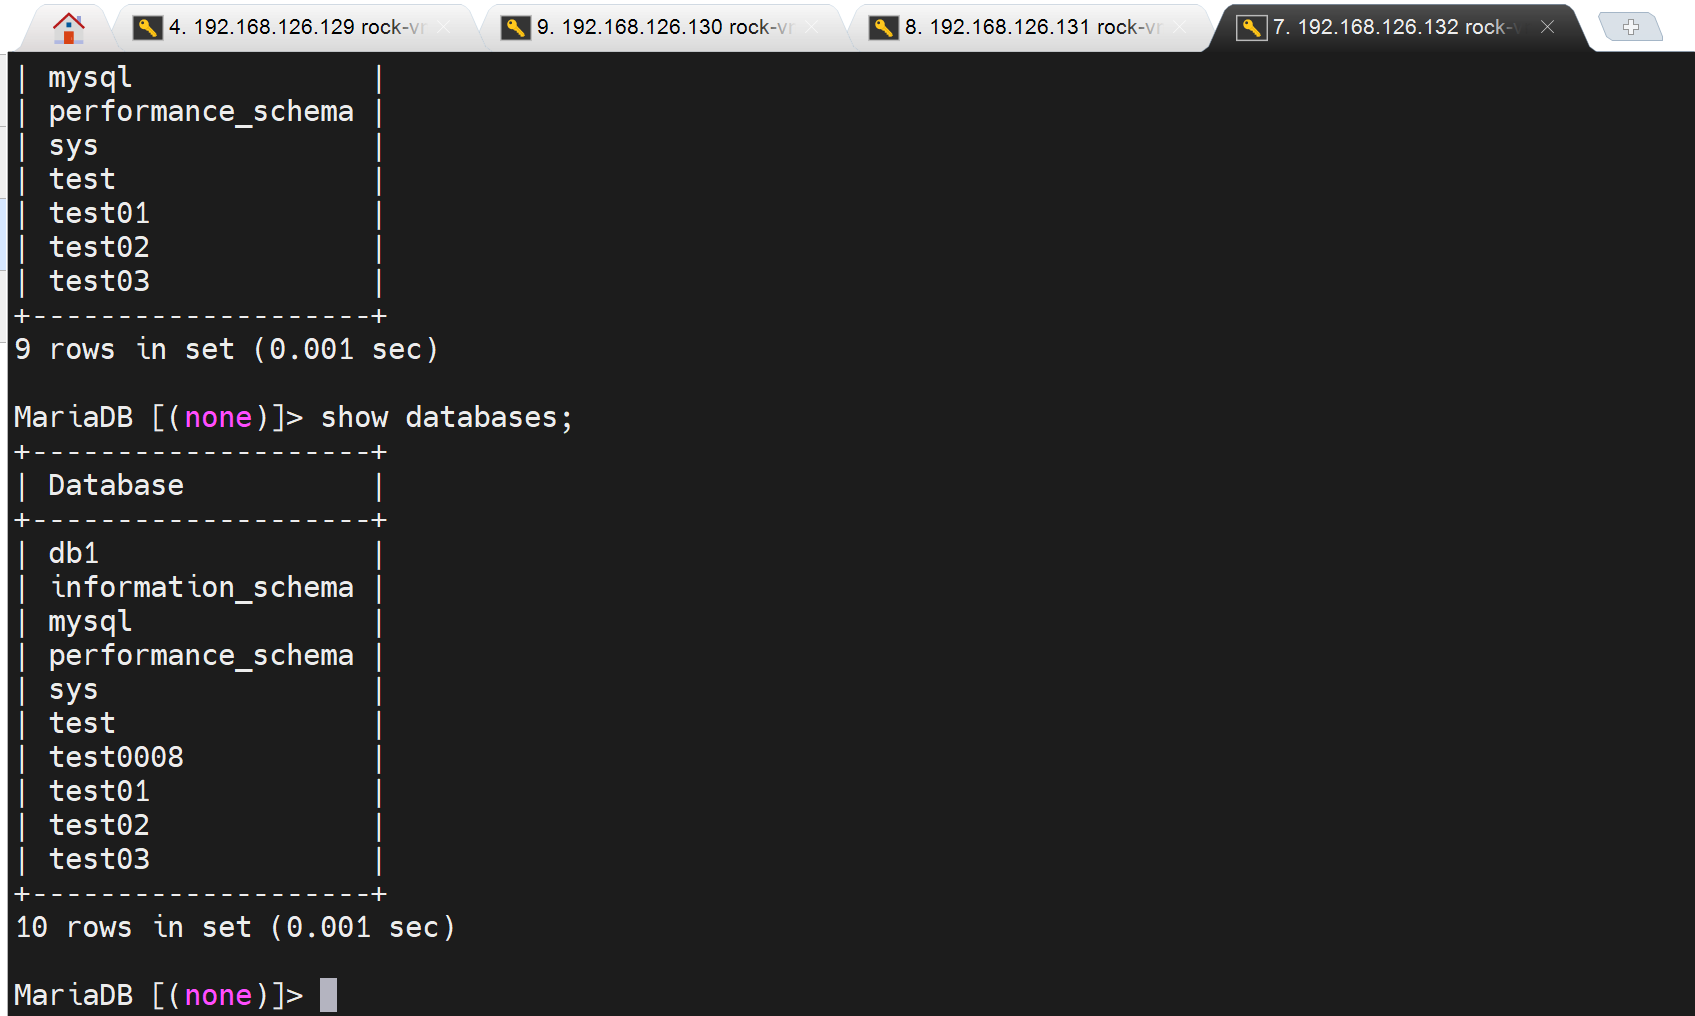 4. 192.168.126.129 rock-vr
9. 192.168.126.130 rock-vr
8. 192.168.126.131 rock-vr
7. 192.168.126.132 rock-v
| mysql              |
| performance_schema |
| sys                |
| test               |
| test01             |
| test02             |
| test03             |
+--------------------+
9 rows in set (0.001 sec)
MariaDB [(none)]> show databases;
+--------------------+
| Database           |
+--------------------+
| db1                |
| information_schema |
| mysql              |
| performance_schema |
| sys                |
| test               |
| test0008           |
| test01             |
| test02             |
| test03             |
+--------------------+
10 rows in set (0.001 sec)
MariaDB [(none)]>